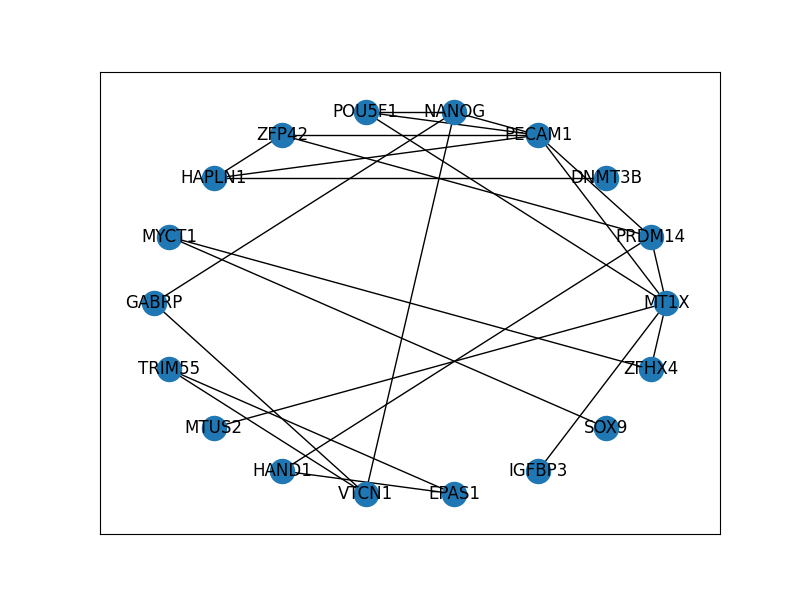 POU5F1 NANOG
ZFP42 PECAM1
HAPLN1 DNMT3B
MYCT1 PRDM14
GABRP MT1X
TRIM55 ZFHX4
MTUS2 SOX9
HAND1 IGFBP3
VTCN1 EPAS1